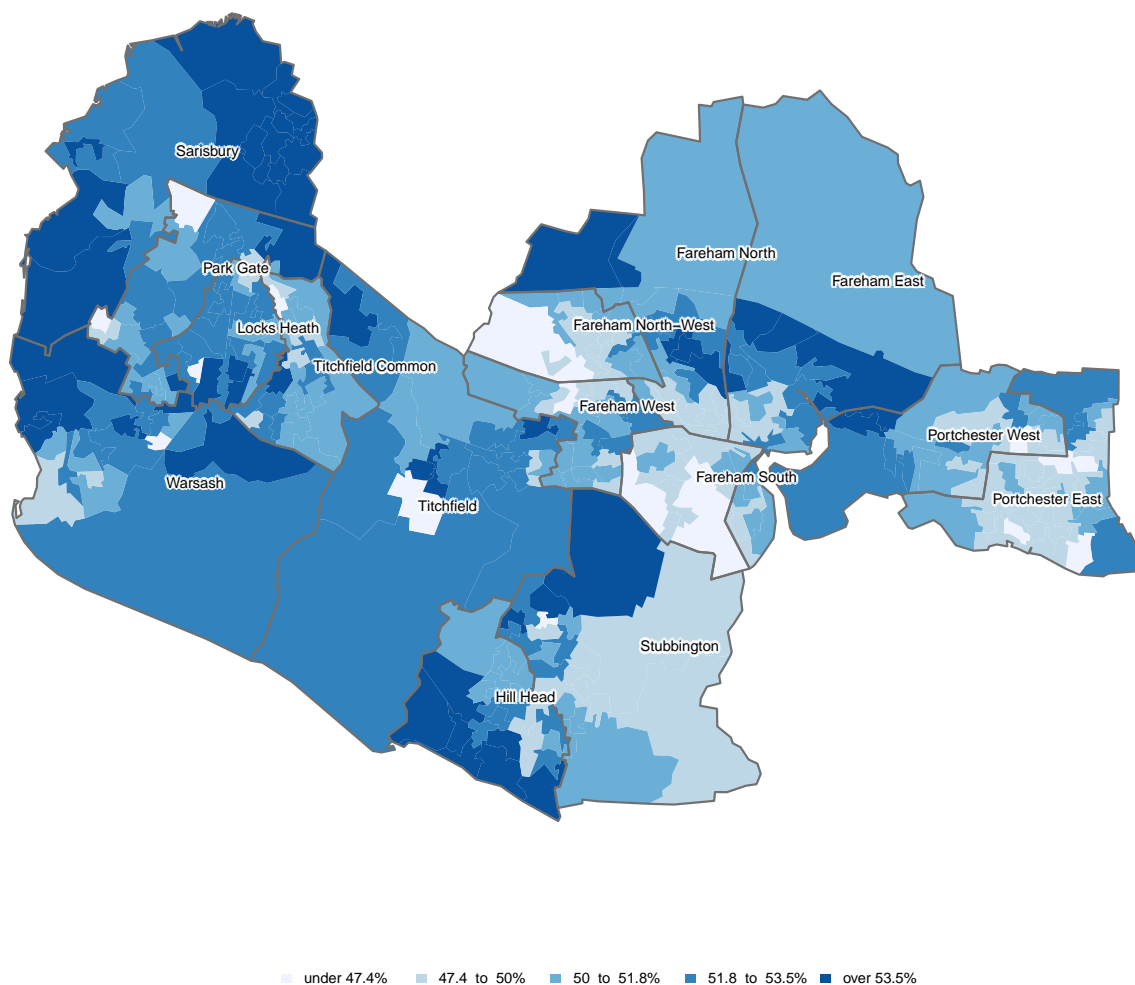 Sarisbury
Fareham North
Park Gate
Fareham East
Locks Heath
Fareham North-West
Titchfield Common
Fareham West
Portchester West
Warsash
Fareham South
Portchester East
Titchfield
Stubbington
Hill Head
under 47.4% 47.4 to 50% 50 to 51.8% 51.8 to 53.5% over 53.5%